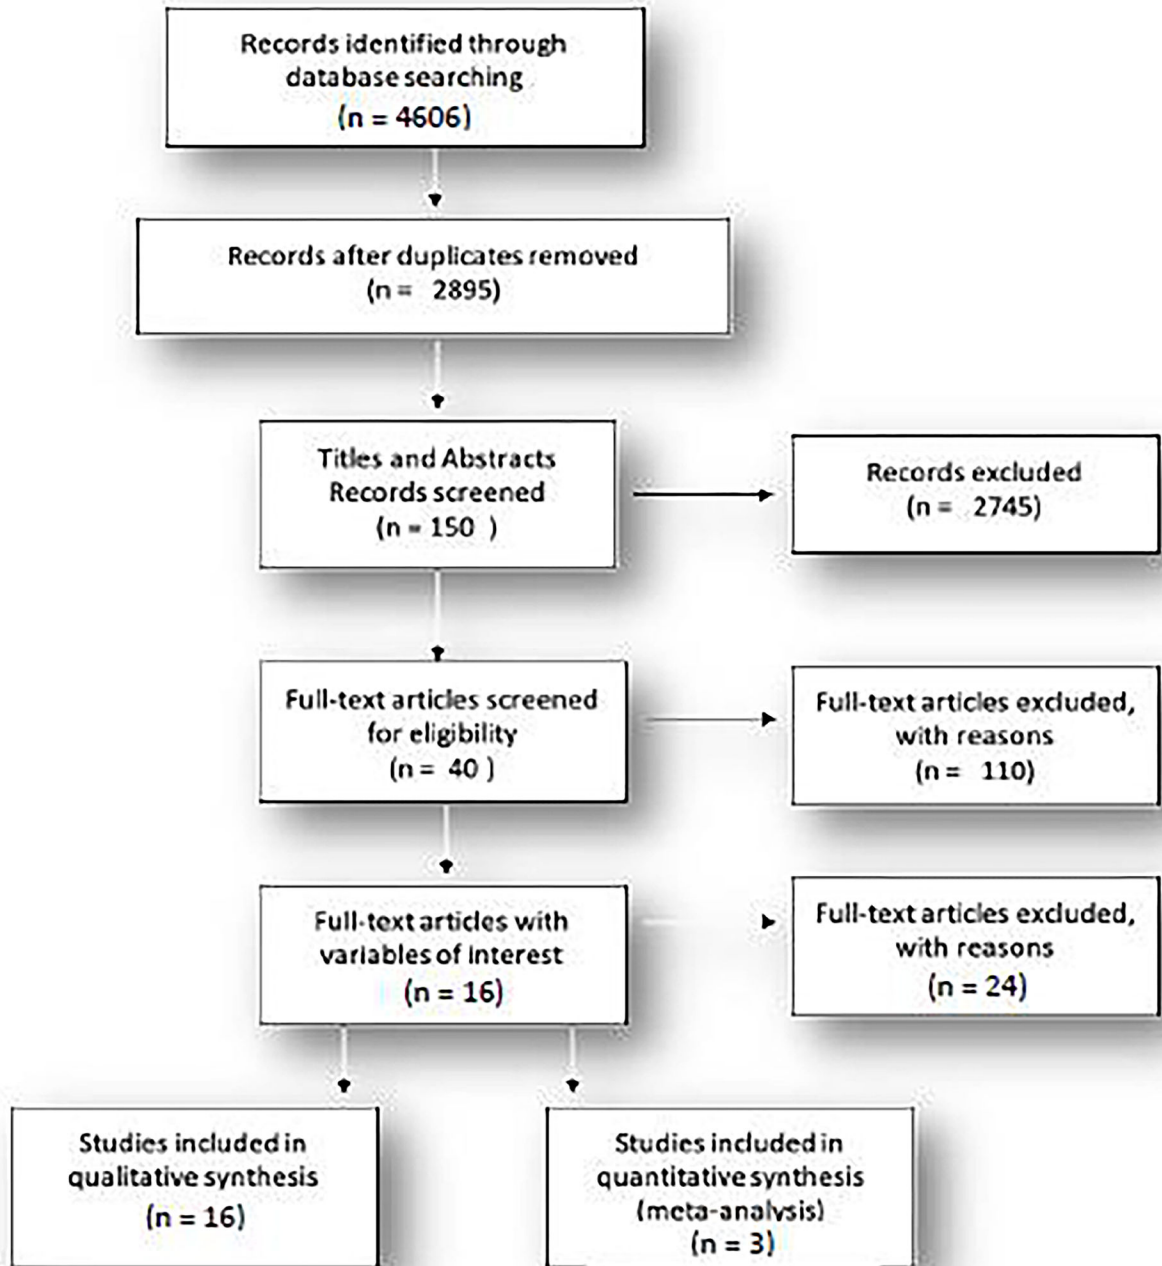 Records identified through
database searching
(n = 4606)
Records after duplicates removed
(n = 2895)
Titles and Abstracts
Records screened
(n = 150 )
Records excluded
(n = 2745)
Full-text articles screened
for eligibility
(n = 40 )
Full-text articles excluded,
with reasons
(n = 110)
Full-text articles with
variables of interest
(n = 16)
Full-text articles excluded,
with reasons
(n = 24)
Studies included in
qualitative synthesis
(n = 16)
Studies included in
quantitative synthesis
(meta-analysis)
(n = 3)